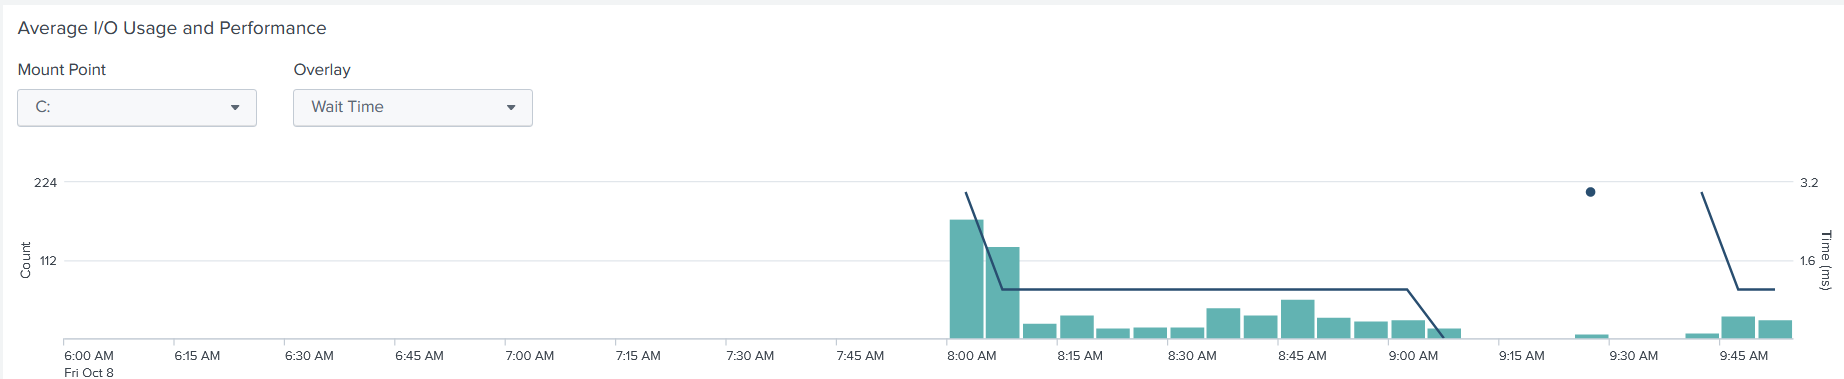 Average I/O Usage and Performance
Mount Point Overlay
C: Wait Time
224 3.2
Count 112 1.6 Time (ms)
6:00 AM 6:15 AM 6:30 AM 6:45 AM 7:00 AM 7:15 AM 7:30 AM 7:45 AM 8:00 AM 8:15 AM 8:30 AM 8:45 AM 9:00 AM 9:15 AM 9:30 AM 9:45 AM
Fri Oct 8